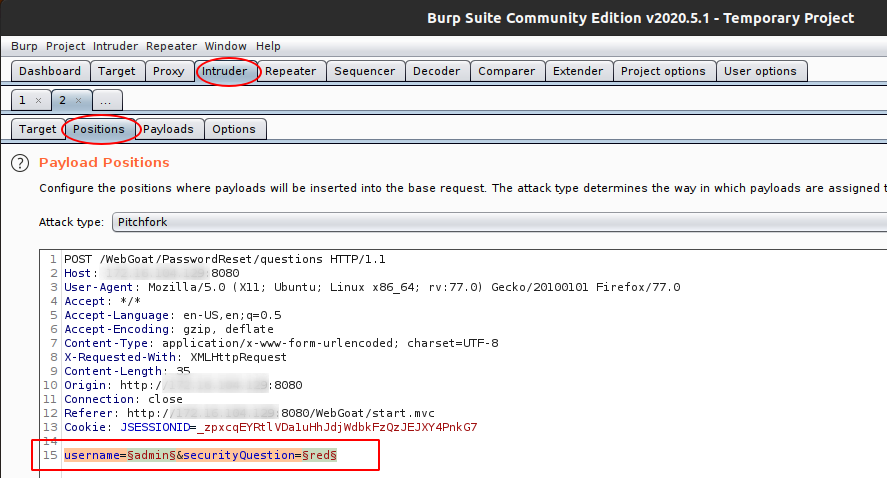 Burp Suite Community Edition v2020.5.1 - Temporary Project
Burp Project Intruder Repeater Window Help
Dashboard Target Proxy Intruder Repeater Sequencer Decoder Comparer Extender Project options User options
1 × 2 × ...
Target Positions Payloads Options
? Payload Positions
Configure the positions where payloads will be inserted into the base request. The attack type determines the way in which payloads are assigned t
Attack type: Pitchfork
1 POST /WebGoat/PasswordReset/questions HTTP/1.1
2 Host: :8080
3 User-Agent: Mozilla/5.0 (X11; Ubuntu; Linux x86_64; rv:77.0) Gecko/20100101 Firefox/77.0
4 Accept: */*
5 Accept-Language: en-US,en;q=0.5
6 Accept-Encoding: gzip, deflate
7 Content-Type: application/x-www-form-urlencoded; charset=UTF-8
8 X-Requested-With: XMLHttpRequest
9 Content-Length: 35
10 Origin: http:/ :8080
11 Connection: close
12 Referer: http:/ :8080/WebGoat/start.mvc
13 Cookie: JSESSIONID=_zpxcqEYRtlVDa1uHhJdjWdbkFzQzJEJXY4PnkG7
14
15 username=§admin§&securityQuestion=§red§